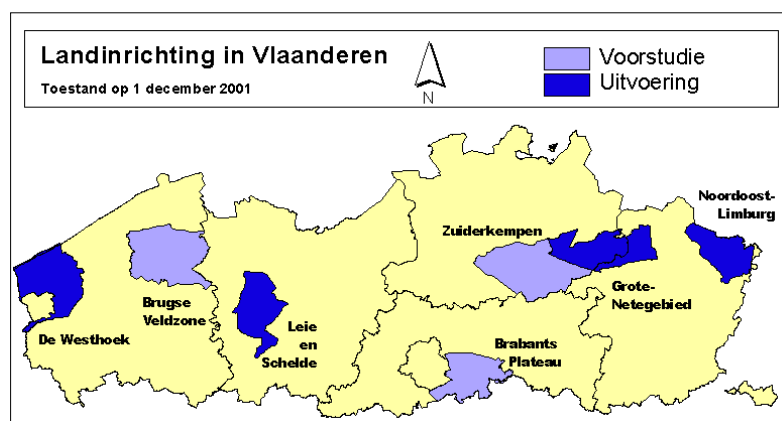 Landinrichting in Vlaanderen
Toestand op 1 december 2001
N
Voorstudie
Uitvoering
Noordoost-
Limburg
Zuiderkempen
Grote-
Netegebied
Brugse
Veldzone
De Westhoek
Leie
en
Schelde
Brabants
Plateau